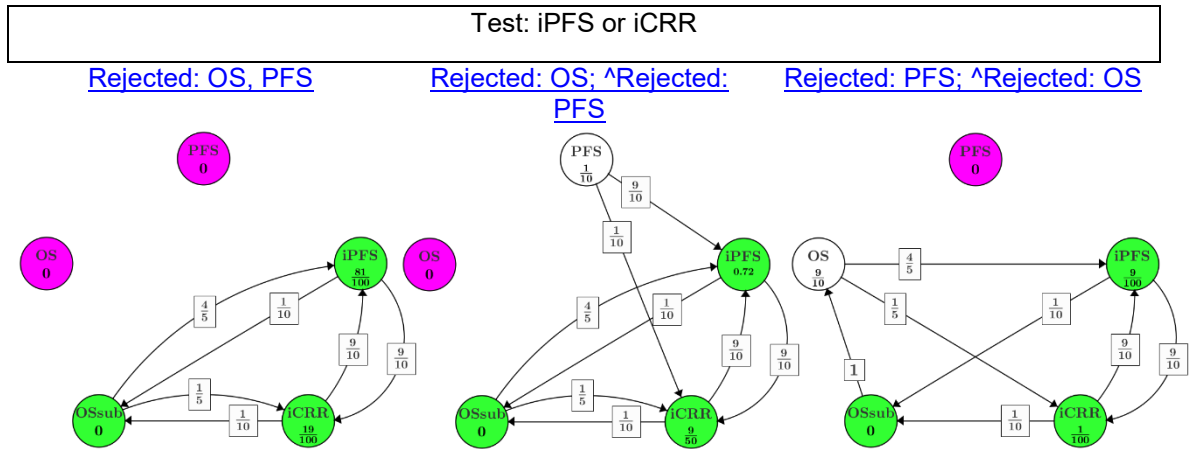 Test: iPFS or iCRR
Rejected: OS, PFS
Rejected: OS; ^Rejected:
PFS
Rejected: PFS; ^Rejected: OS
PFS
0
OS
0
iPFS
81/100
4/5
1/10
9/10
9/10
1/5
1/10
OSsub
0
iCRR
19/100
PFS
1/10
9/10
1/10
OS
0
iPFS
0.72
4/5
1/10
9/10
9/10
1/5
1/10
OSsub
0
iCRR
9/50
PFS
0
OS
9/10
4/5
iPFS
9/100
1/5
1/10
9/10
9/10
1
1/10
OSsub
0
iCRR
1/100